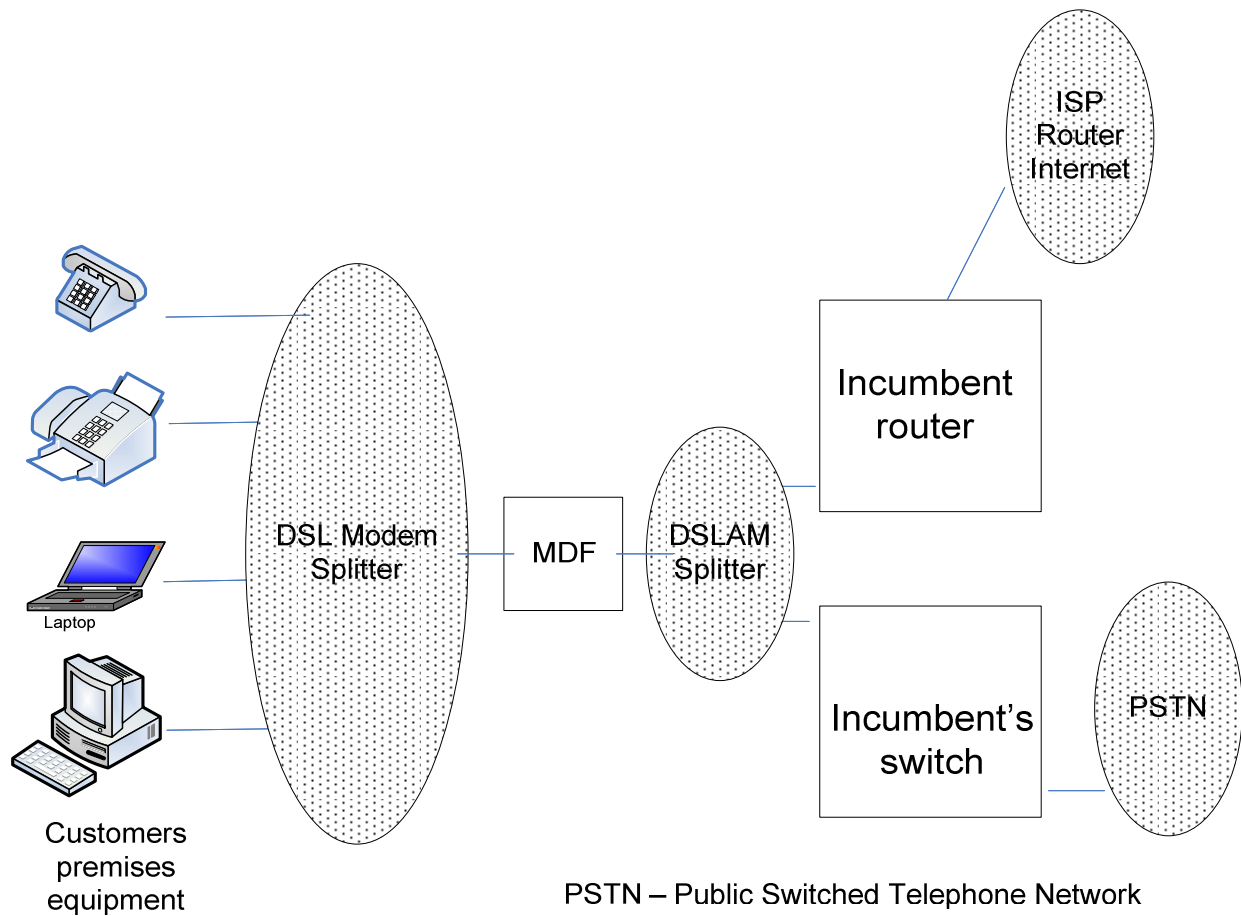 ISP
Router
Internet
Incumbent
router
DSL Modem
Splitter
MDF
DSLAM
Splitter
Laptop
Incumbent's
switch
PSTN
Customers
premises
equipment
PSTN – Public Switched Telephone Network